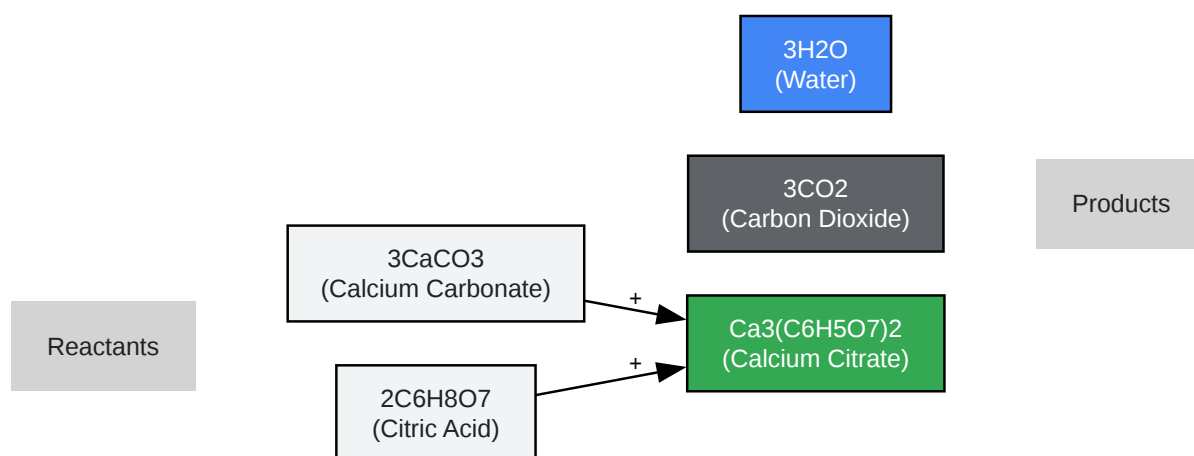 3H2O
(Water)
3CO2
(Carbon Dioxide)
Products
3CaCO3
(Calcium Carbonate)
+
Ca3(C6H5O7)2
(Calcium Citrate)
Reactants
+
2C6H8O7
(Citric Acid)